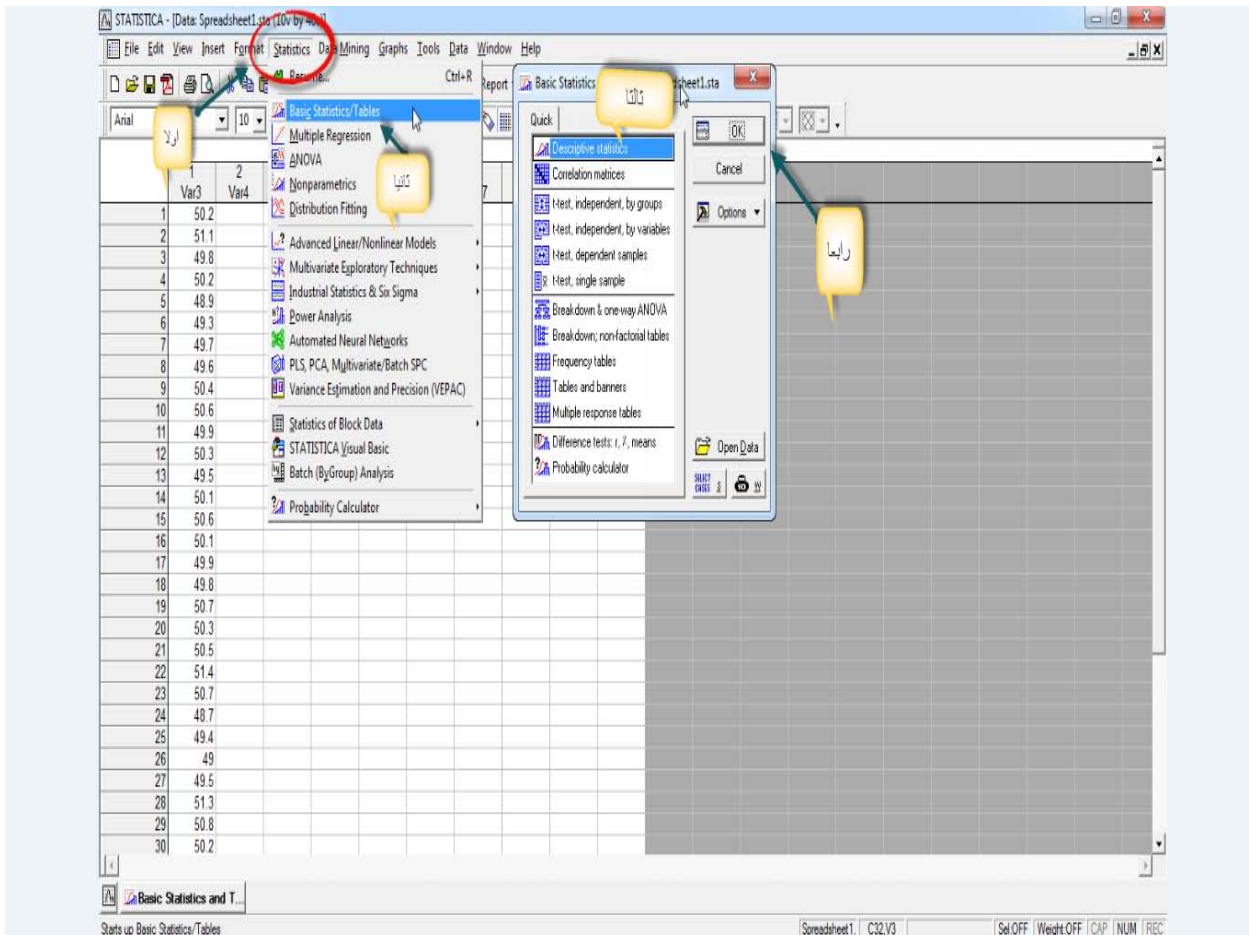 STATISTICA - [Data: Spreadsheet1.sta (10v by 40c)]
File Edit View Insert Format Statistics Data Mining Graphs Tools Data Window Help
Resume... Ctrl+R
Report
Arial 10
اولا
Basic Statistics/Tables
Multiple Regression
ANOVA
Nonparametrics
Distribution Fitting
ثانيا
Advanced Linear/Nonlinear Models
Multivariate Exploratory Techniques
Industrial Statistics & Six Sigma
Power Analysis
Automated Neural Networks
PLS, PCA, Multivariate/Batch SPC
Variance Estimation and Precision (VEPAC)
Statistics of Block Data
STATISTICA Visual Basic
Batch (ByGroup) Analysis
Probability Calculator
Basic Statistics
sheet1.sta
ثالثا
Quick
Descriptive statistics
Correlation matrices
t-test, independent, by groups
t-test, independent, by variables
t-test, dependent samples
t-test, single sample
Breakdown & one-way ANOVA
Breakdown; non-factorial tables
Frequency tables
Tables and banners
Multiple response tables
Difference tests: r, %, means
Probability calculator
OK
Cancel
Options
Open Data
SELECT CASES S
W
رابعا
1 2 7
Var3 Var4
1 50.2
2 51.1
3 49.8
4 50.2
5 48.9
6 49.3
7 49.7
8 49.6
9 50.4
10 50.6
11 49.9
12 50.3
13 49.5
14 50.1
15 50.6
16 50.1
17 49.9
18 49.8
19 50.7
20 50.3
21 50.5
22 51.4
23 50.7
24 48.7
25 49.4
26 49
27 49.5
28 51.3
29 50.8
30 50.2
Basic Statistics and T...
Starts up Basic Statistics/Tables
Spreadsheet1. C32,V3 Sel:OFF Weight:OFF CAP NUM REC